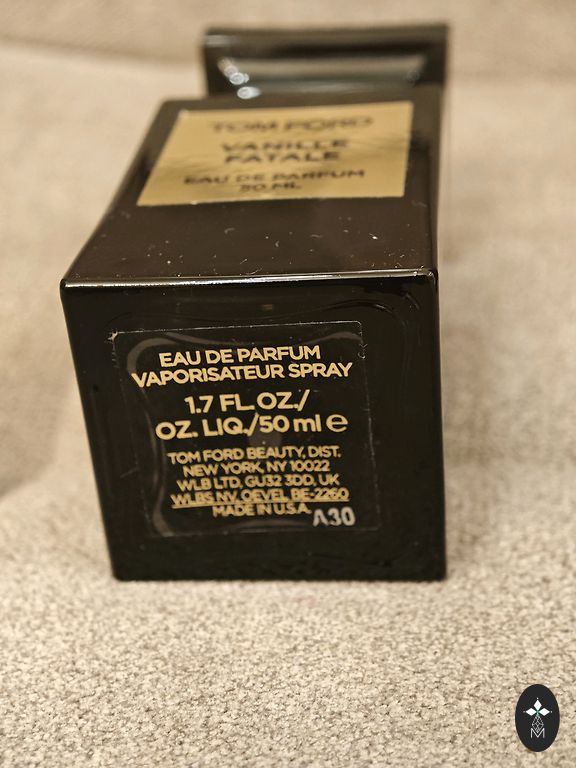 TOM FORD
VANILLE
FATALE
EAU DE PARFUM
50 ML
EAU DE PARFUM
VAPORISATEUR SPRAY
1.7 FL.OZ./
OZ. LIQ./50 ml ℮
TOM FORD BEAUTY, DIST.
NEW YORK, NY 10022
WLB LTD, GU32 3DD, UK
WLBS NV, OEVEL BE-2260
MADE IN U.S.A.
A30
M